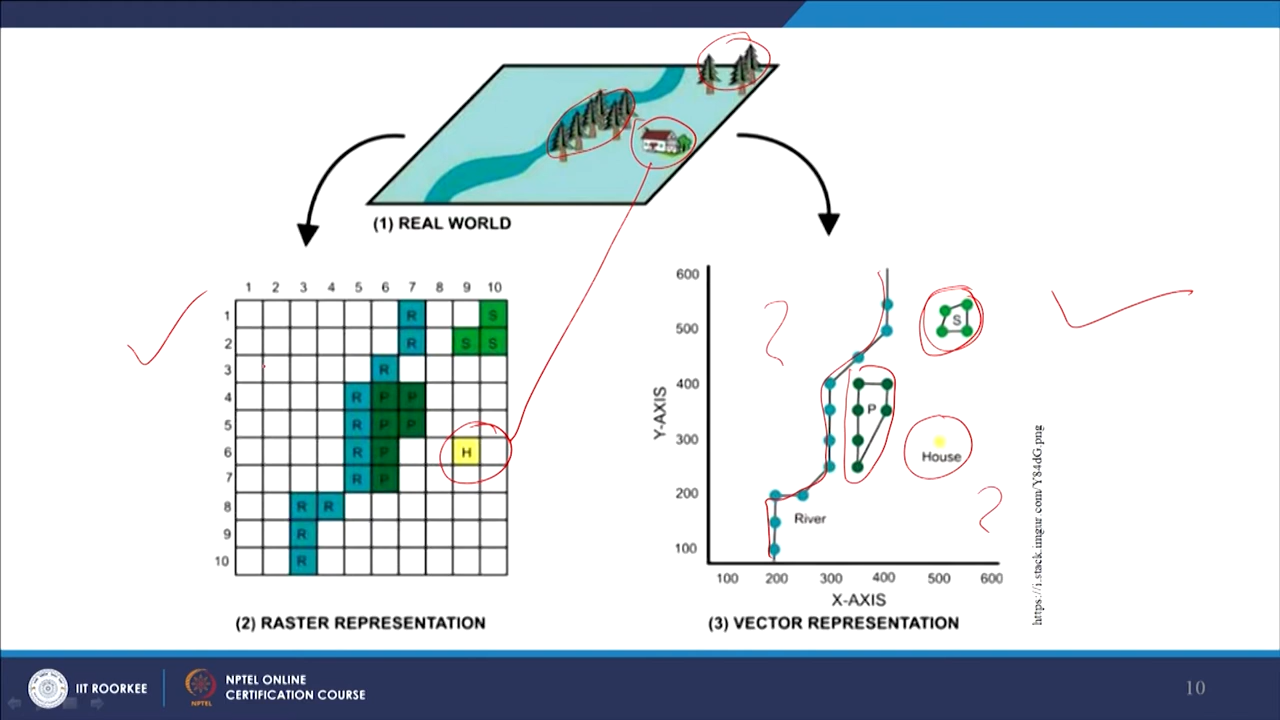 (1) REAL WORLD
1 2 3 4 5 6 7 8 9 10
1 R S
2 R S S
3 R
4 R P P
5 R P P
6 R P H
7 R P
8 R R
9 R
10 R
(2) RASTER REPRESENTATION
600
500
400
300
200
100
Y-AXIS
S
P
House
River
100 200 300 400 500 600
X-AXIS
(3) VECTOR REPRESENTATION
?
?
https://i.stack.imgur.com/Y84dG.png
IIT ROORKEE
NPTEL
NPTEL ONLINE
CERTIFICATION COURSE
10